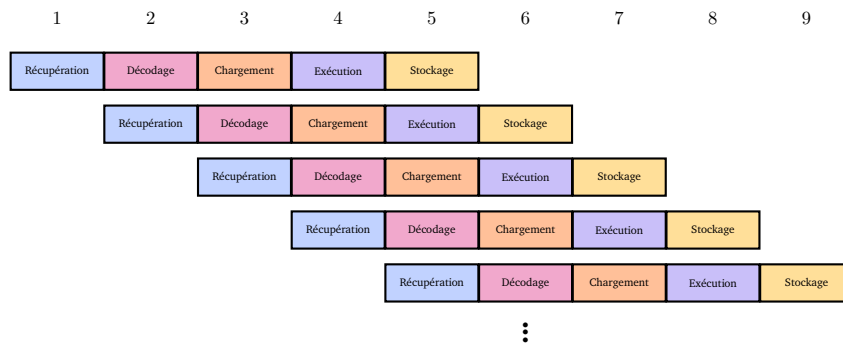 1 2 3 4 5 6 7 8 9
Récupération Décodage Chargement Exécution Stockage
Récupération Décodage Chargement Exécution Stockage
Récupération Décodage Chargement Exécution Stockage
Récupération Décodage Chargement Exécution Stockage
Récupération Décodage Chargement Exécution Stockage